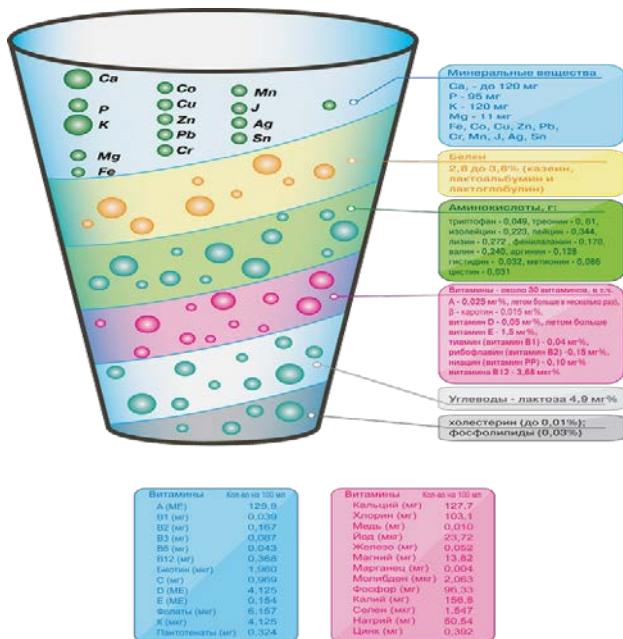 Ca
P
K
Mg
Fe
Co
Cu
Zn
Pb
Cr
Mn
J
Ag
Sn
Минеральные вещества
Ca, - до 120 мг
P - 95 мг
K - 120 мг
Mg - 11 мг
Fe, Co, Cu, Zn, Pb,
Cr, Mn, J, Ag, Sn
Белки
2,8 до 3,8% (казеин,
лактоальбумин и
лактоглобулин)
Аминокислоты, г:
триптофан - 0,049, треонин - 0,61,
изолейцин - 0,223, лейцин - 0,344,
лизин - 0,272, фенилаланин - 0,170,
валин - 0,240, аргинин - 0,128
гистидин - 0,032, метионин - 0,086
цистин - 0,031
Витамины - около 30 витаминов, в т.ч.
А - 0,025 мг%, летом больше в несколько раз),
β - каротин - 0,015 мг%,
витамин D - 0,05 мг%, летом больше
витамин Е - 1,5 мг%,
тиамин (витамин В1) - 0,04 мг%,
рибофлавин (витамин В2) - 0,15 мг%,
ниацин (витамин РР) - 0,10 мг%
витамина В12 - 3,68 мкг%
Углеводы - лактоза 4,9 мг%
холестерин (до 0,01%);
фосфолипиды (0,03%)
Витамины Кол-во на 100 мл
А (МЕ) 129,9
В1 (мг) 0,039
В2 (мг) 0,167
В3 (мг) 0,087
В6 (мг) 0,043
В12 (мг) 0,368
Биотин (мкг) 1,960
С (мг) 0,969
D (МЕ) 4,125
Е (МЕ) 0,154
Фолаты (мкг) 6,157
К (мкг) 4,125
Пантотенаты (мг) 0,324
Витамины Кол-во на 100 мл
Кальций (мг) 127,7
Хлорин (мг) 103,1
Медь (мг) 0,010
Йод (мкг) 23,72
Железо (мг) 0,052
Магний (мг) 13,82
Марганец (мг) 0,004
Молибден (мкг) 2,063
Фосфор (мг) 96,33
Калий (мг) 156,8
Селен (мкг) 1,547
Натрий (мг) 50,54
Цинк (мг) 0,392